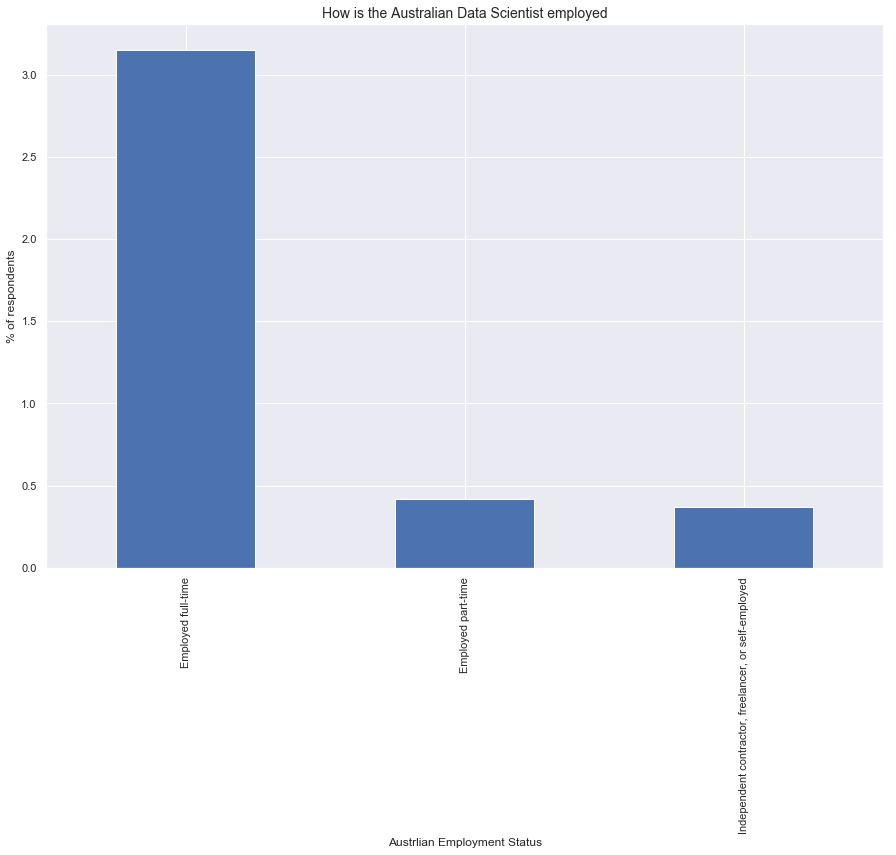 How is the Australian Data Scientist employed
% of respondents
3.0
2.5
2.0
1.5
1.0
0.5
0.0
Employed full-time
Employed part-time
Independent contractor, freelancer, or self-employed
Austrlian Employment Status